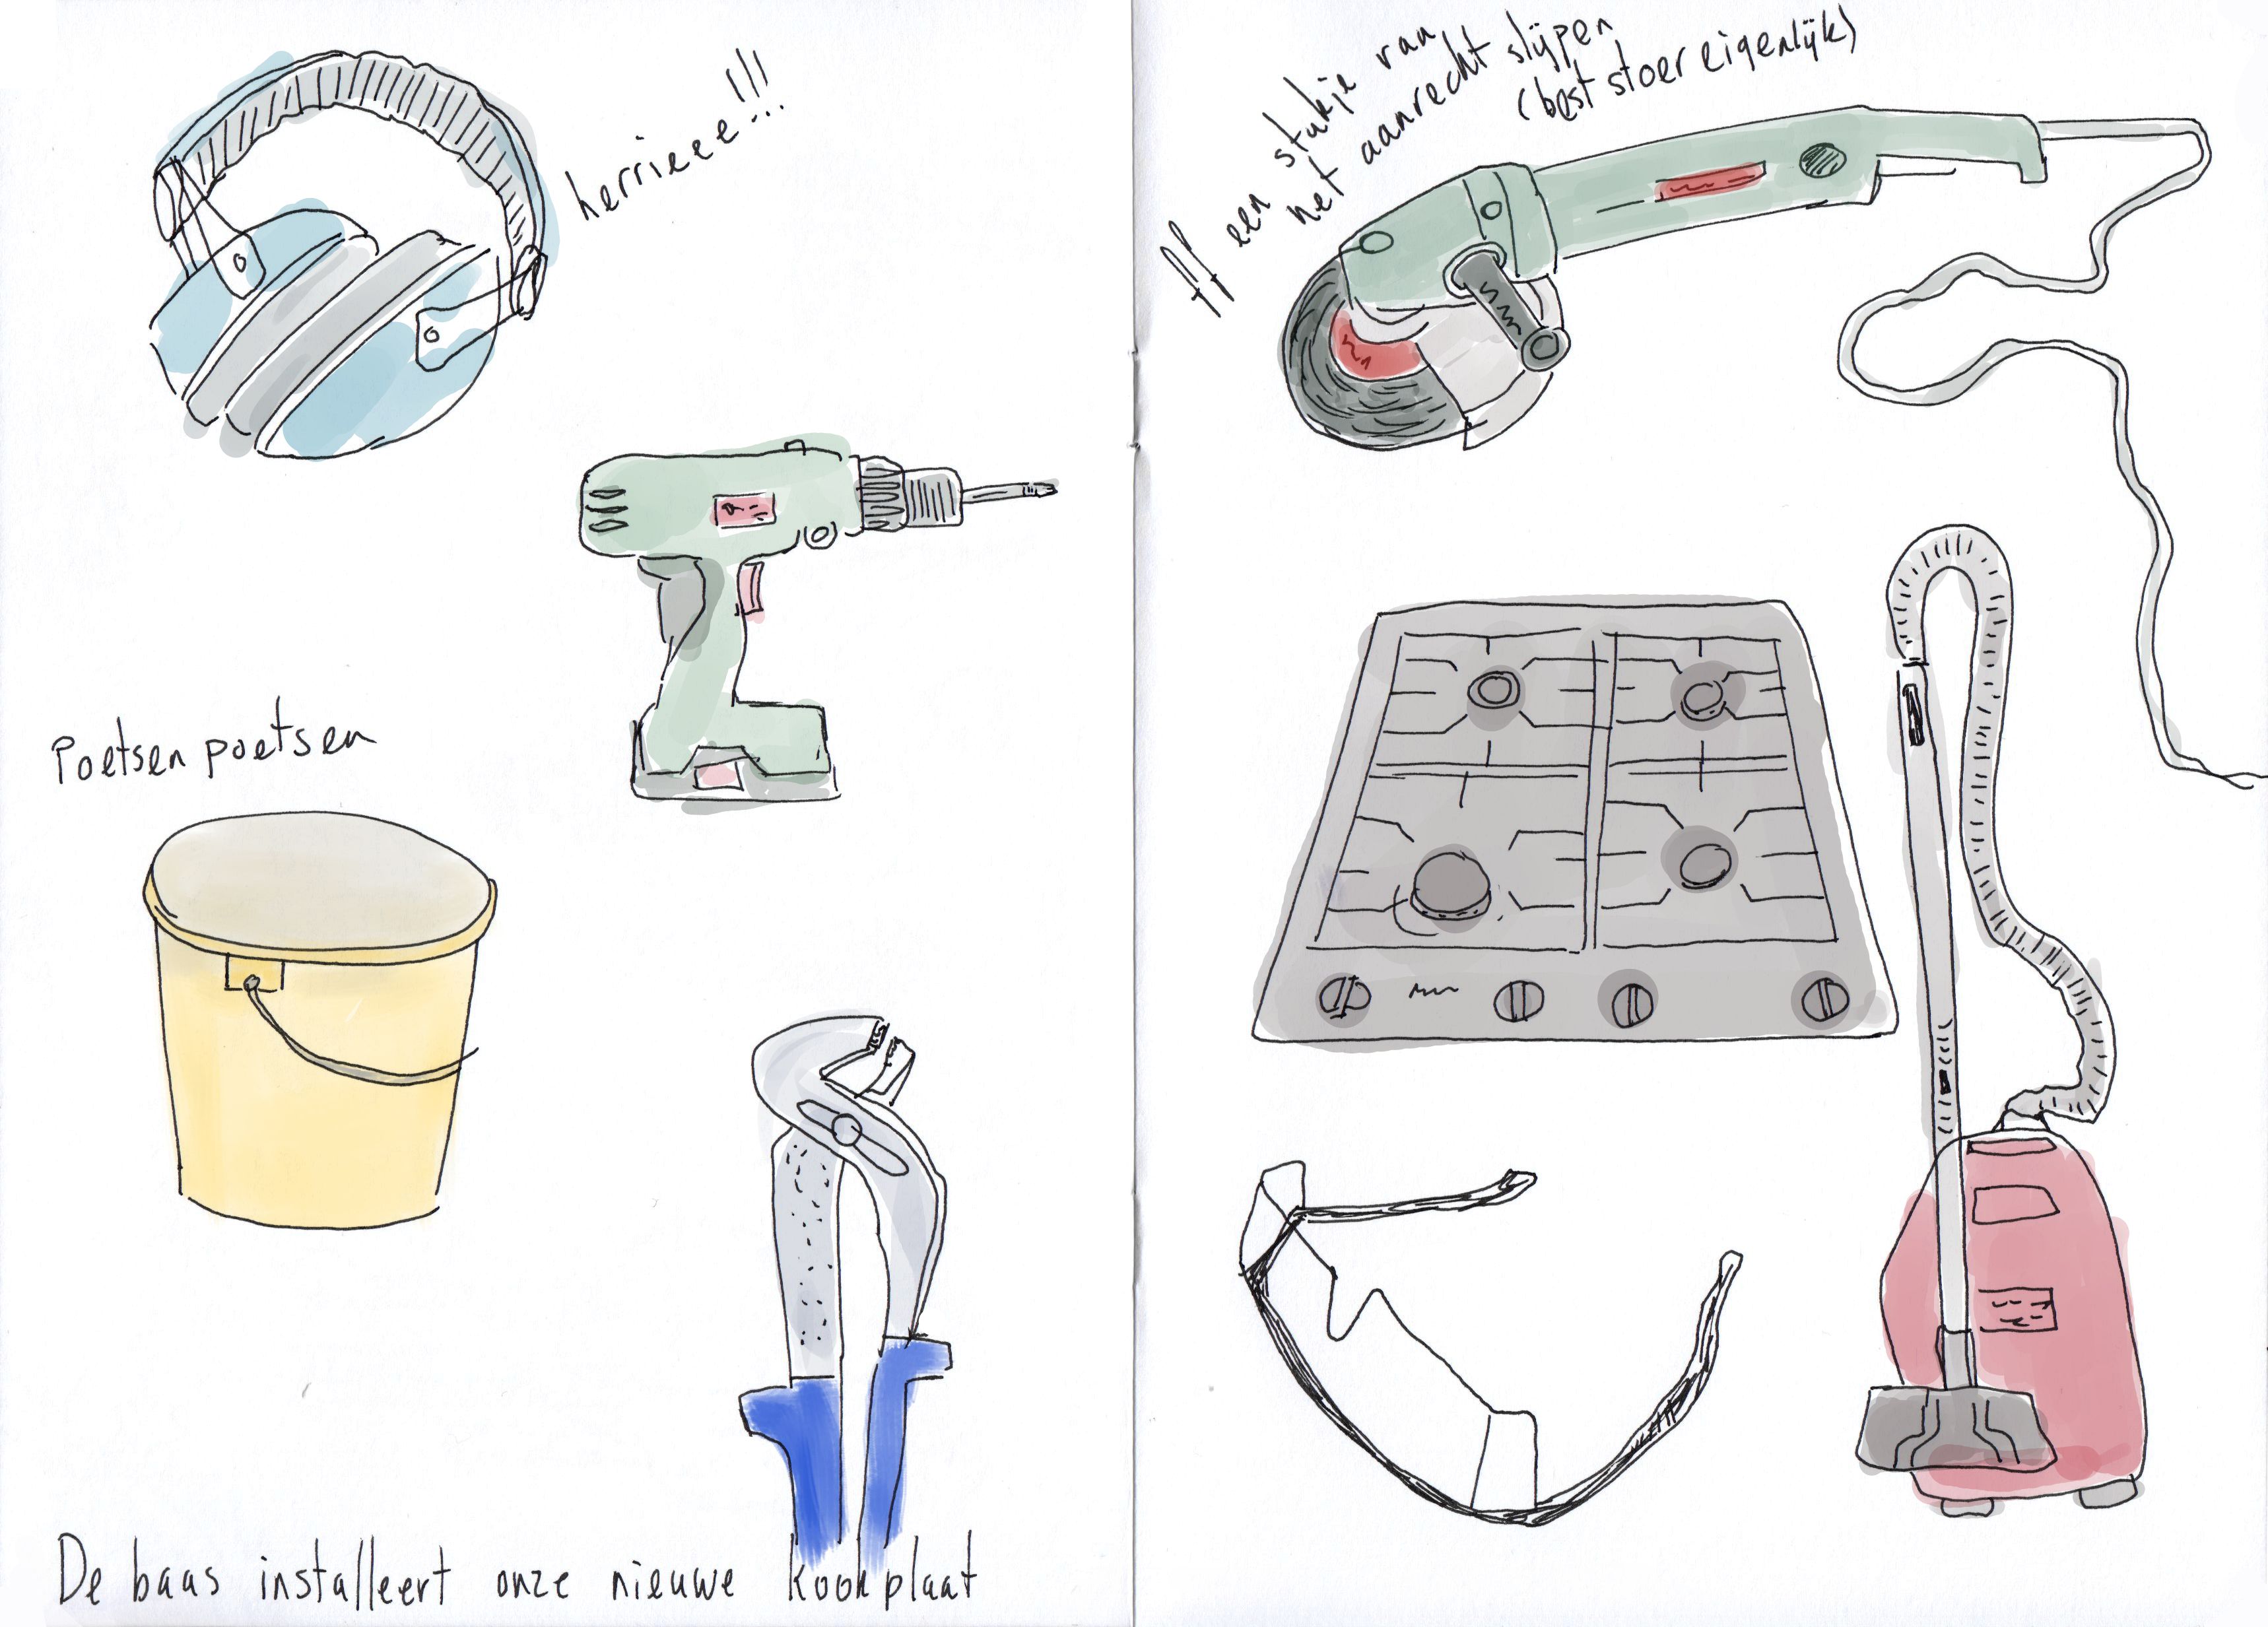 herrieee!!!
Poetsen poetsen
De baas installeert onze nieuwe kookplaat
ff een stukje van
het aanrecht slijpen
(best stoer eigenlijk)